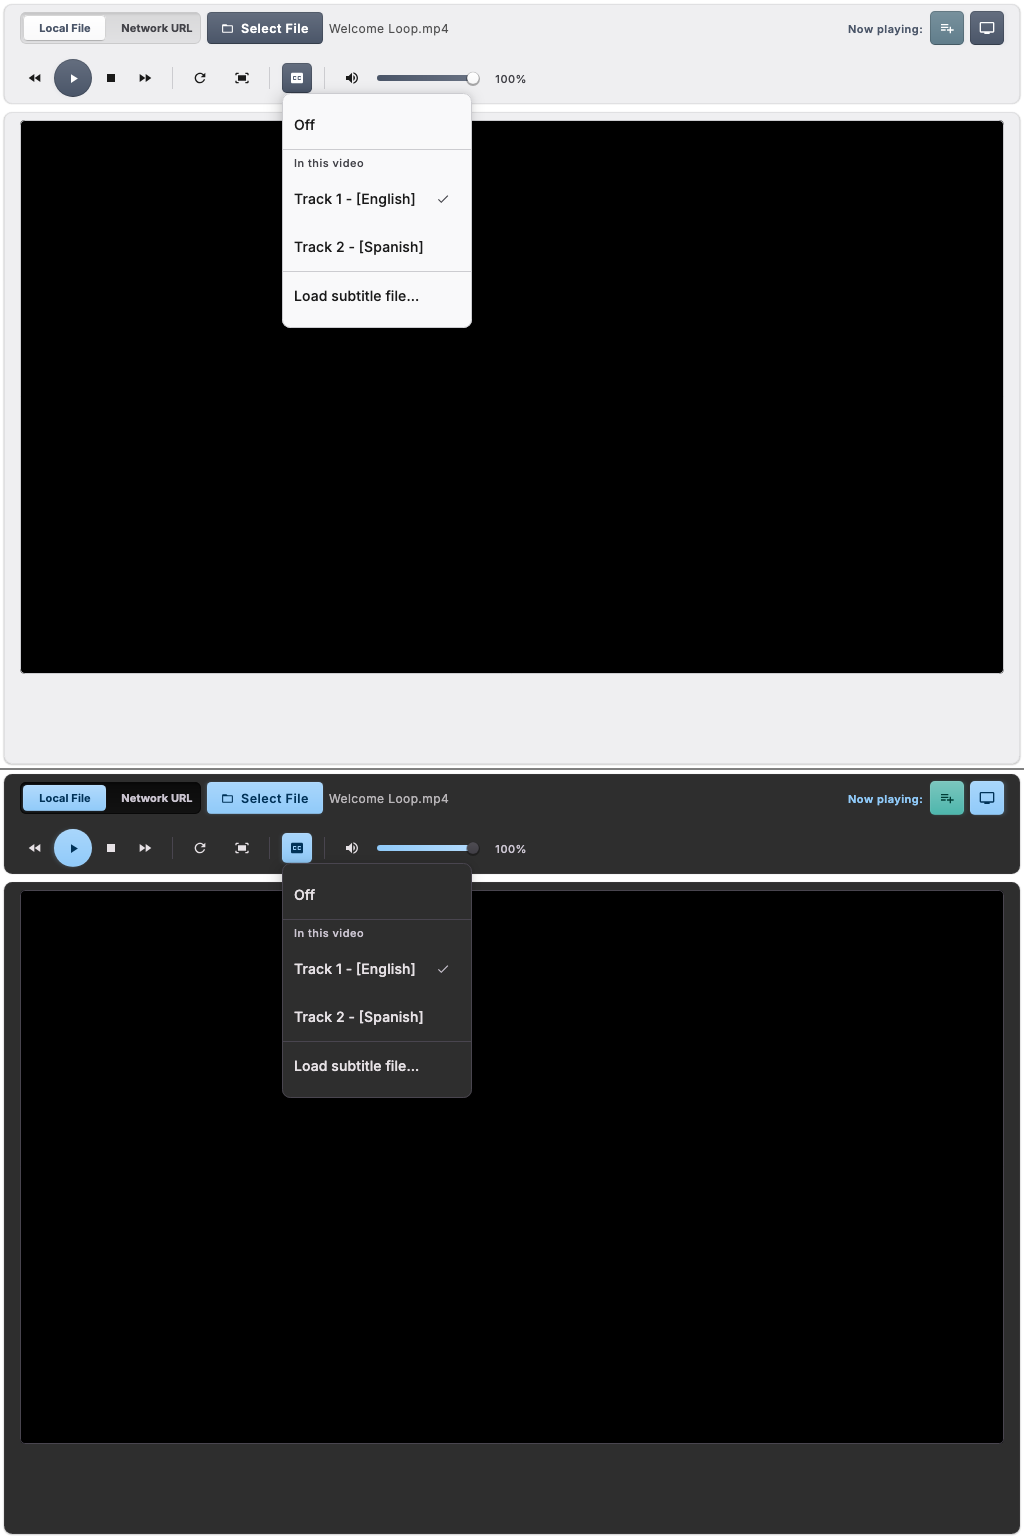 Local File Network URL Select File Welcome Loop.mp4 Now playing:
CC 100%
Off
In this video
Track 1 - [English]
Track 2 - [Spanish]
Load subtitle file...
Local File Network URL Select File Welcome Loop.mp4 Now playing:
CC 100%
Off
In this video
Track 1 - [English]
Track 2 - [Spanish]
Load subtitle file...